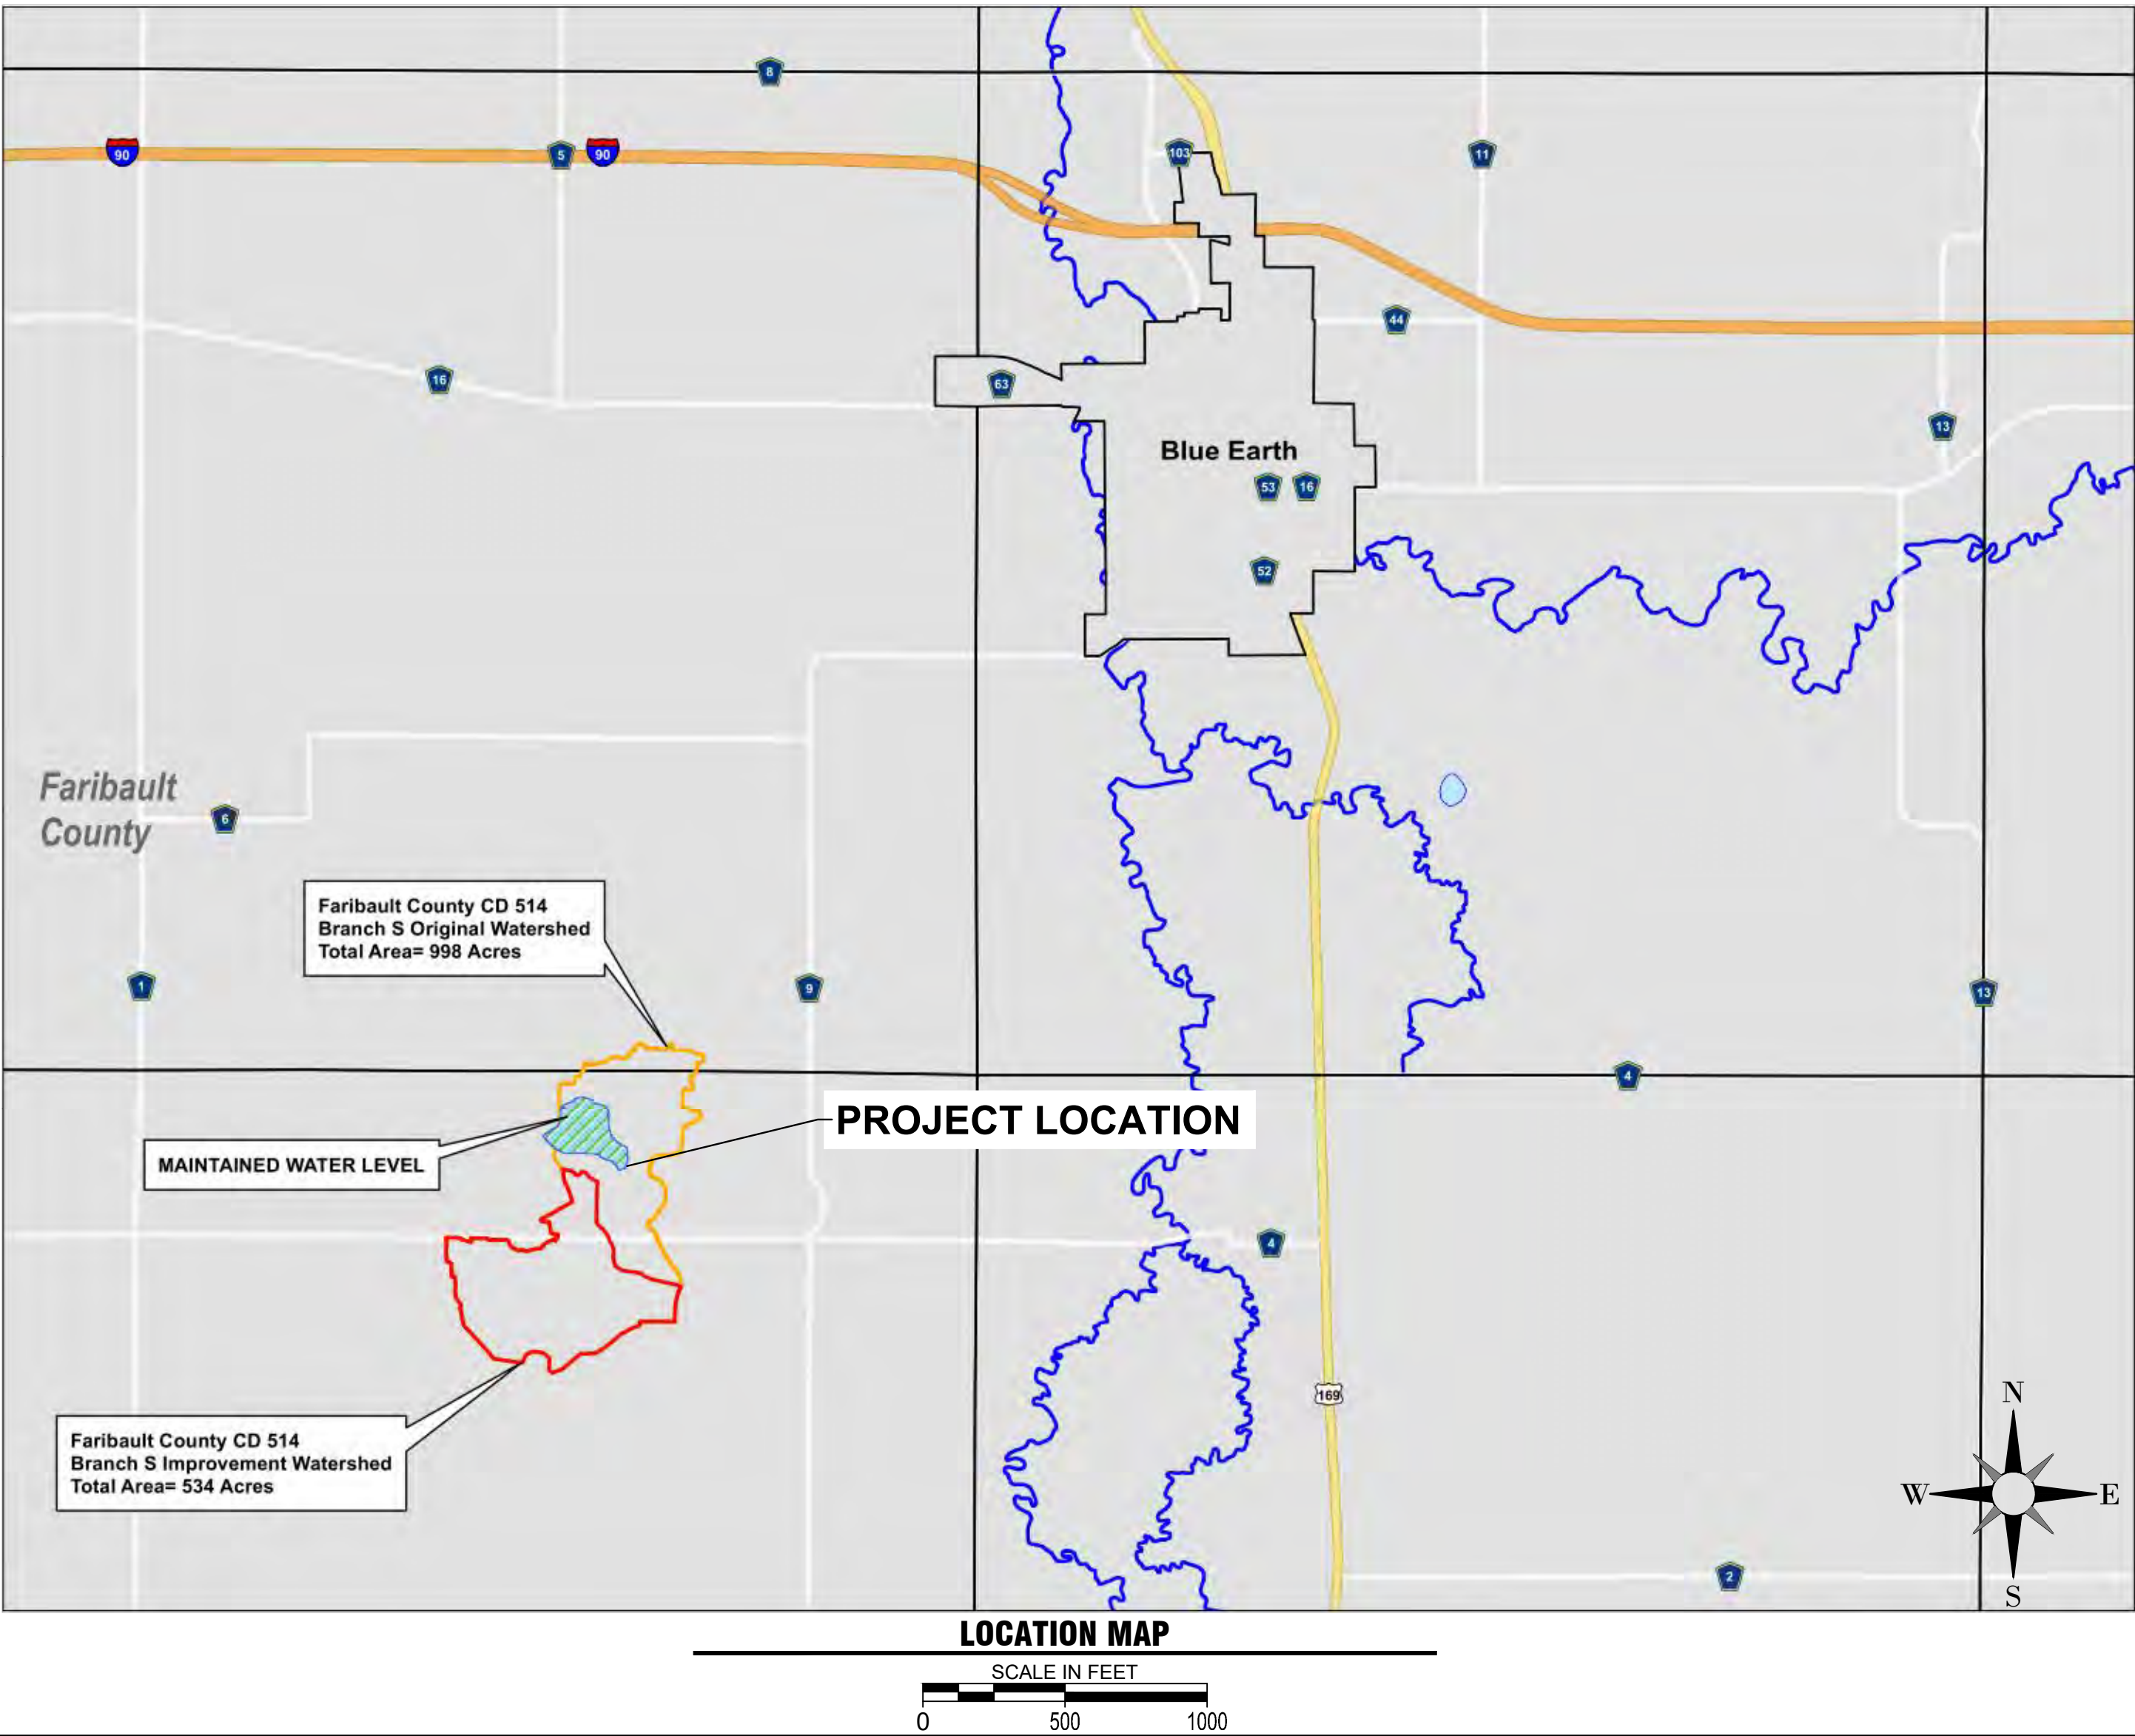 8
90
5
90
103
11
44
16
63
13
Blue Earth
53
16
52
Faribault
County
6
Faribault County CD 514
Branch S Original Watershed
Total Area= 998 Acres
1
9
13
4
PROJECT LOCATION
MAINTAINED WATER LEVEL
4
169
Faribault County CD 514
Branch S Improvement Watershed
Total Area= 534 Acres
N
W
E
S
2
LOCATION MAP
SCALE IN FEET
0
500
1000